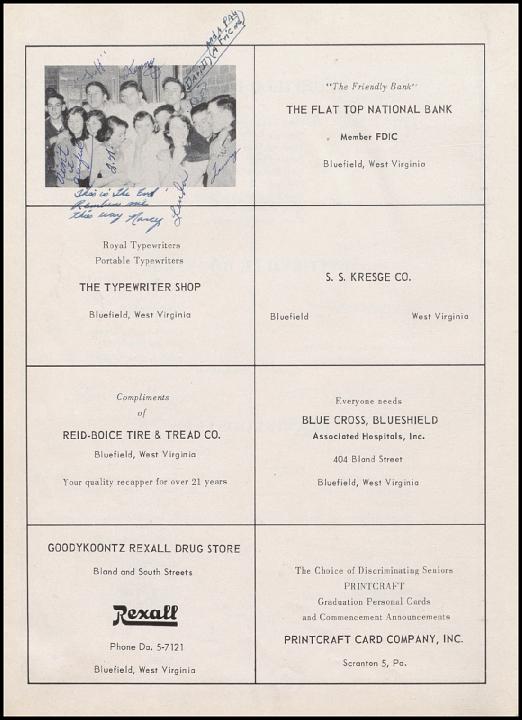 "The Friendly Bank"
THE FLAT TOP NATIONAL BANK
Member FDIC
Bluefield, West Virginia
This is the End
Remember me
this way Nancy
Linda
Royal Typewriters
Portable Typewriters
THE TYPEWRITER SHOP
Bluefield, West Virginia
S. S. KRESGE CO.
Bluefield West Virginia
Compliments
of
REID-BOICE TIRE & TREAD CO.
Bluefield, West Virginia
Your quality recapper for over 21 years
Everyone needs
BLUE CROSS, BLUESHIELD
Associated Hospitals, Inc.
404 Bland Street
Bluefield, West Virginia
GOODYKOONTZ REXALL DRUG STORE
Bland and South Streets
Rexall
Phone Da. 5-7121
Bluefield, West Virginia
The Choice of Discriminating Seniors
PRINTCRAFT
Graduation Personal Cards
and Commencement Announcements
PRINTCRAFT CARD COMPANY, INC.
Scranton 5, Pa.